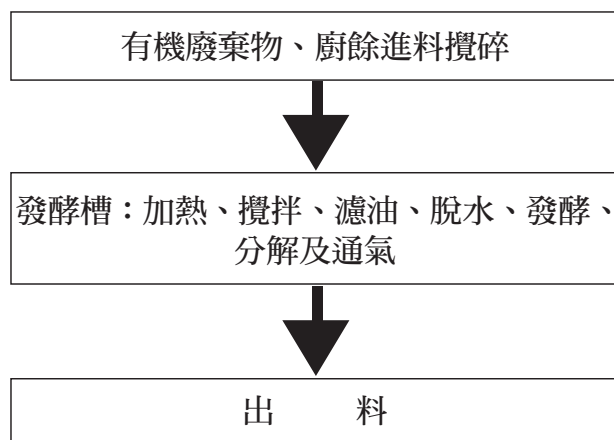 有機廢棄物、廚餘進料攪碎
發酵槽：加熱、攪拌、濾油、脫水、發酵、
分解及通氣
出　　料